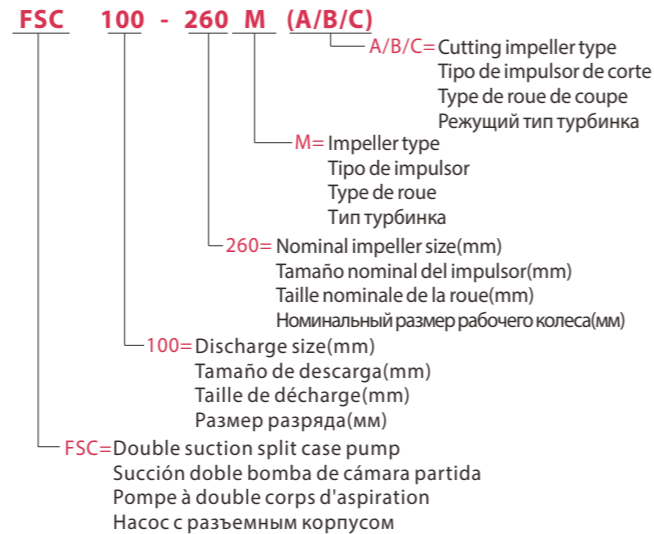 FSC 100 - 260 M (A/B/C)
A/B/C= Cutting impeller type
Tipo de impulsor de corte
Type de roue de coupe
Режущий тип турбинка
M= Impeller type
Tipo de impulsor
Type de roue
Тип турбинка
260= Nominal impeller size(mm)
Tamaño nominal del impulsor(mm)
Taille nominale de la roue(mm)
Номинальный размер рабочего колеса(мм)
100= Discharge size(mm)
Tamaño de descarga(mm)
Taille de décharge(mm)
Размер разряда(мм)
FSC=Double suction split case pump
Succión doble bomba de cámara partida
Pompe à double corps d'aspiration
Насос с разъемным корпусом